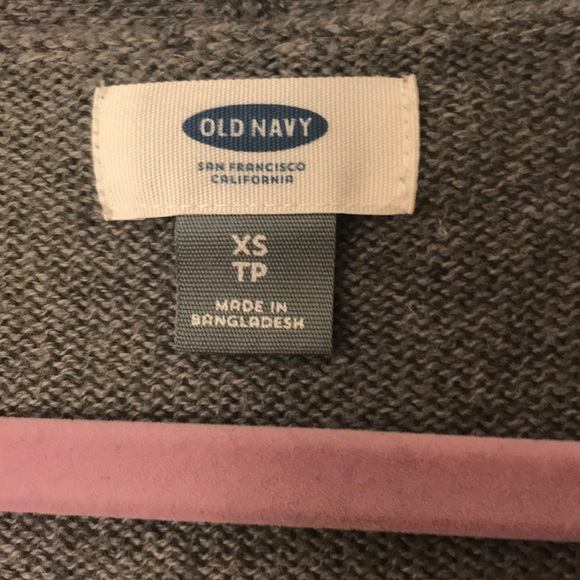 OLD NAVY
SAN FRANCISCO
CALIFORNIA
XS
TP
MADE IN
BANGLADESH